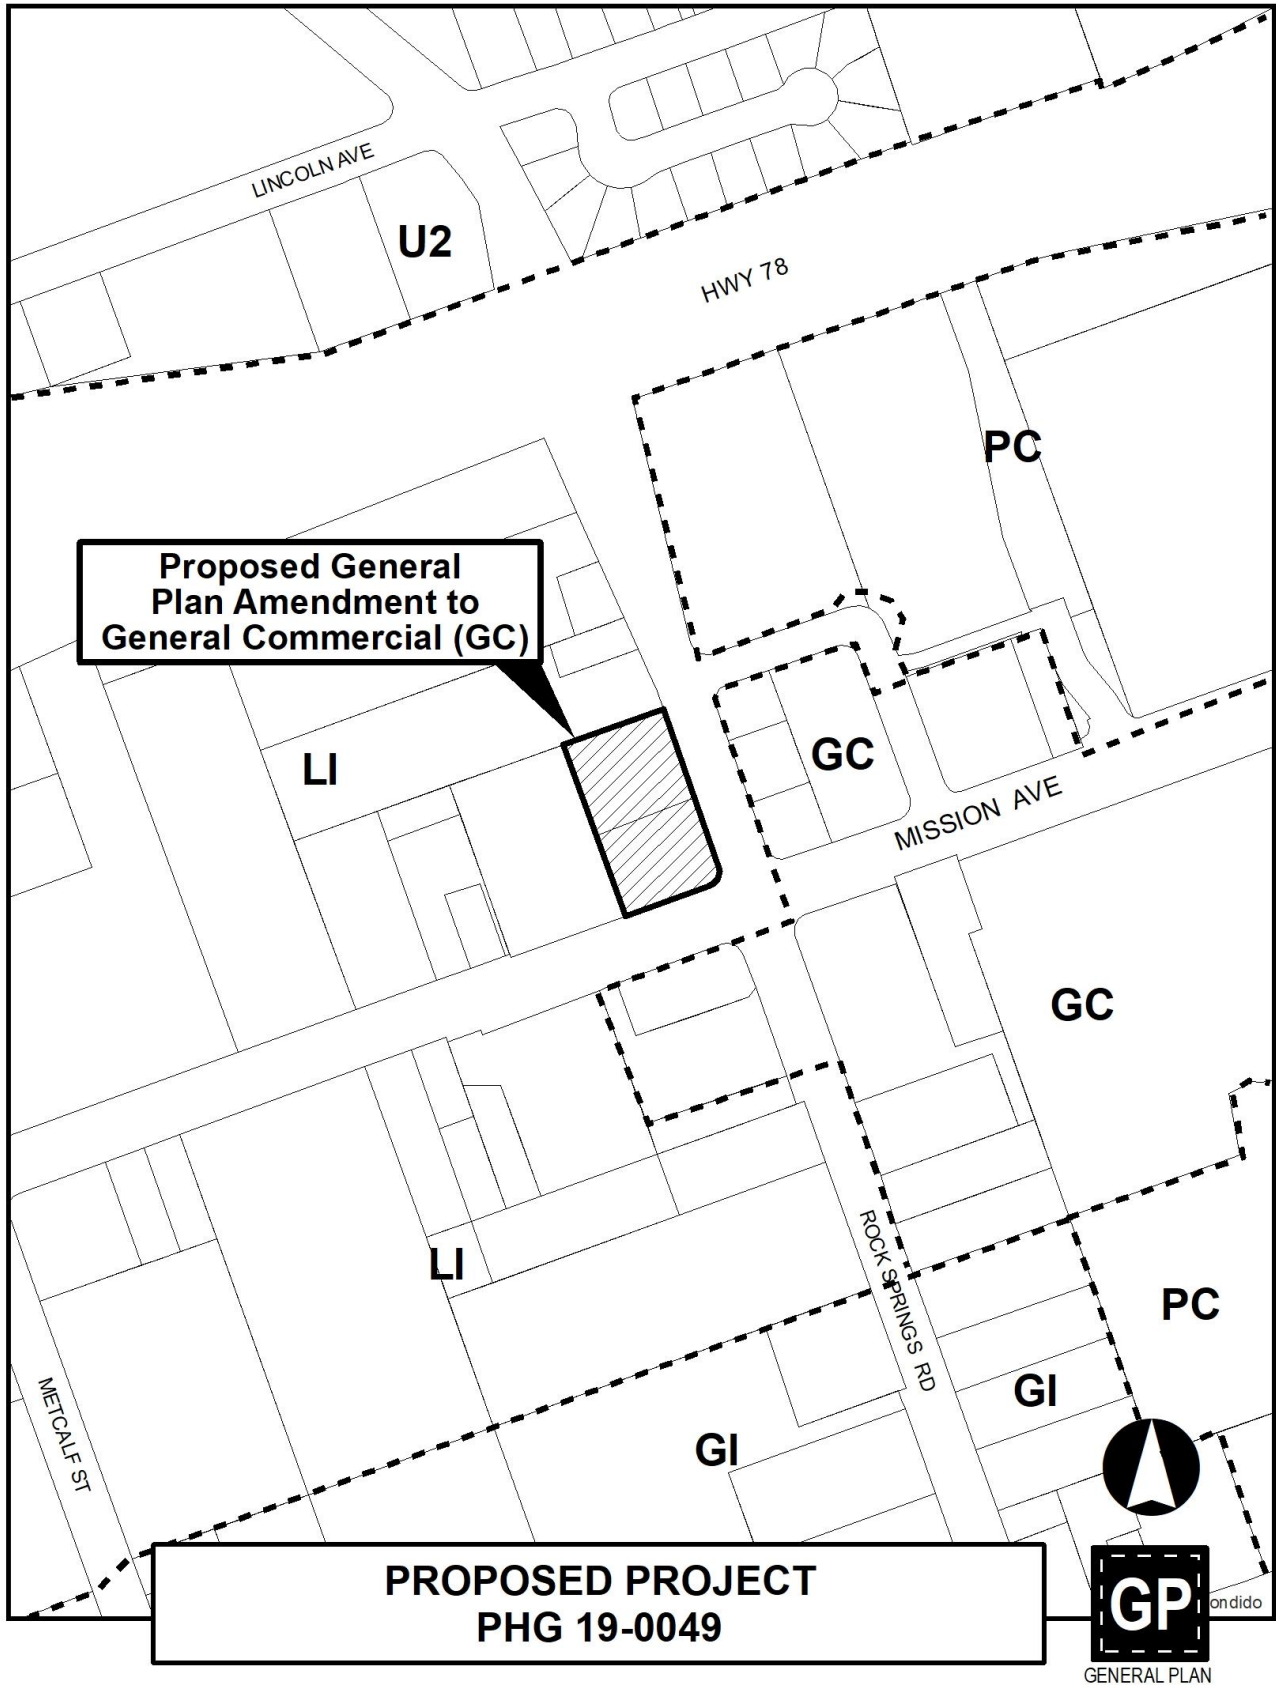 LINCOLN AVE
U2
HWY 78
PC
Proposed General
Plan Amendment to
General Commercial (GC)
LI
GC
MISSION AVE
GC
LI
ROCK SPRINGS RD
PC
METCALF ST
GI
GI
PROPOSED PROJECT
PHG 19-0049
GP
ondido
GENERAL PLAN